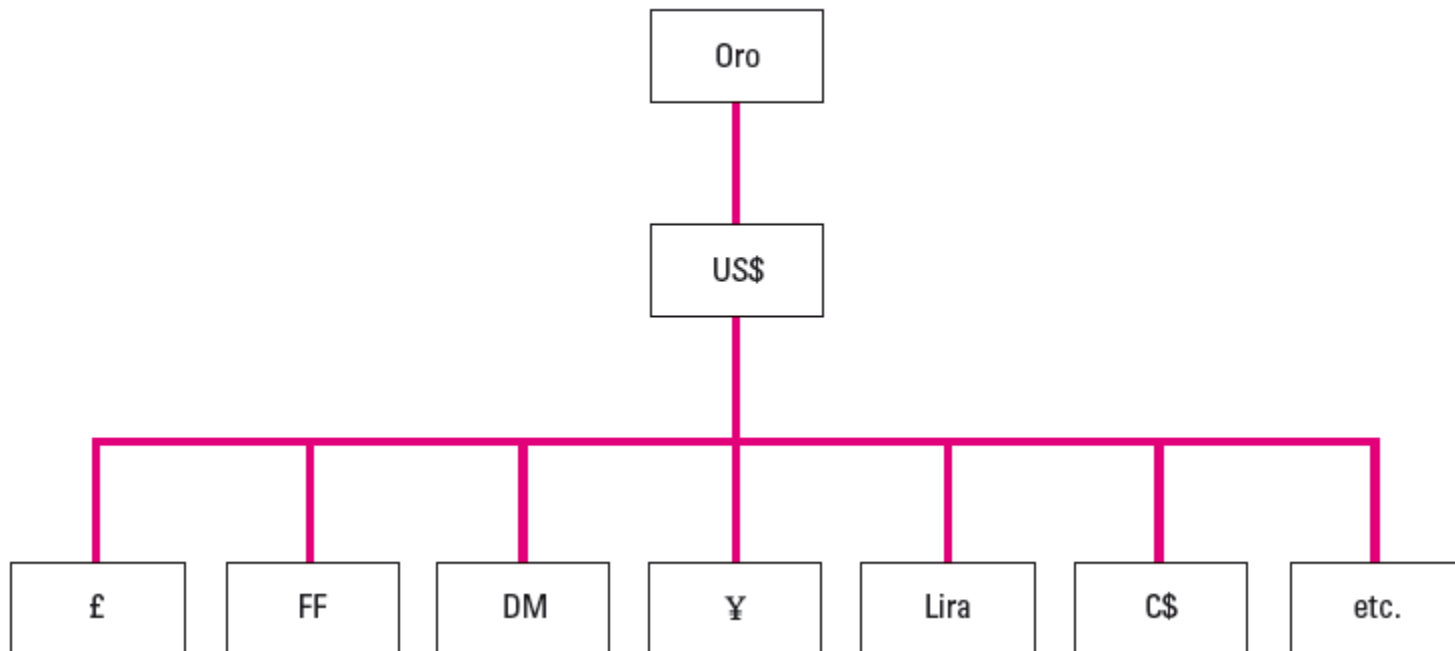 Oro
US$
£
FF
DM
¥
Lira
C$
etc.